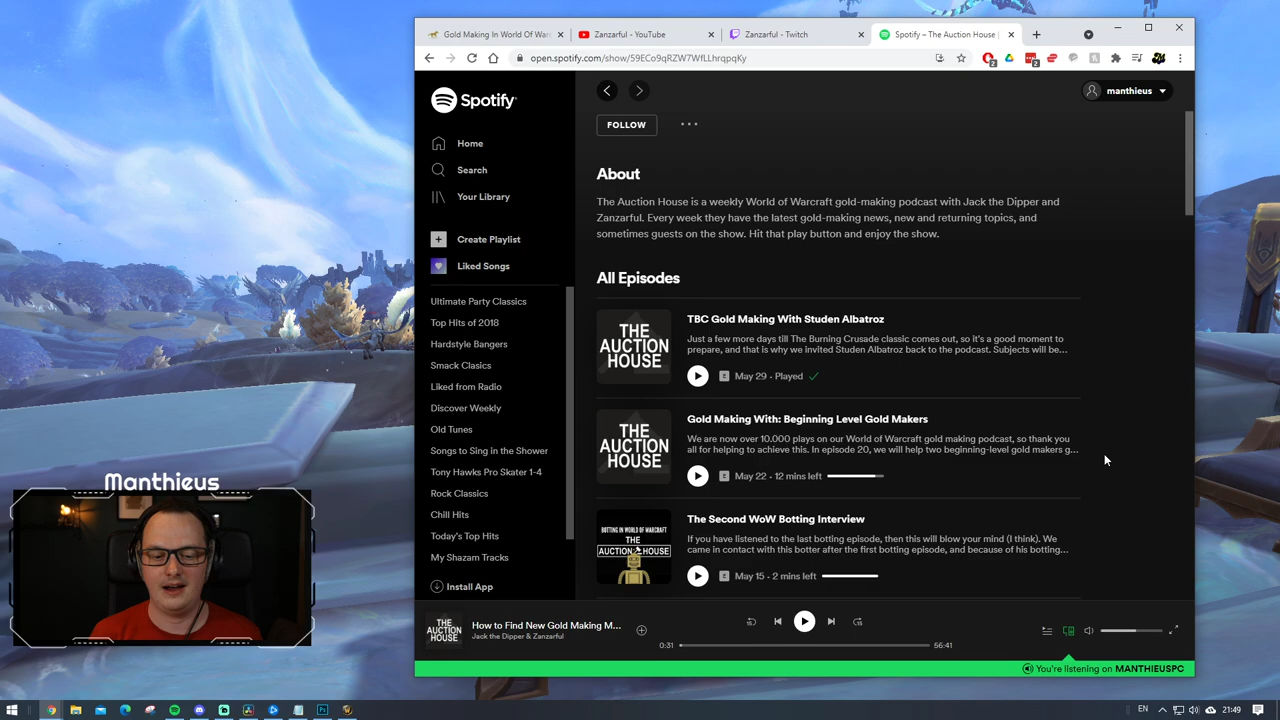 Gold Making In World Of War
Zanzarful - YouTube
Zanzarful - Twitch
Spotify – The Auction House |
open.spotify.com/show/59ECo9qRZW7WfLLhrqpqKy
2
2
Spotify
manthieus
Home
Search
Your Library
Create Playlist
Liked Songs
Ultimate Party Classics
Top Hits of 2018
Hardstyle Bangers
Smack Clasics
Liked from Radio
Discover Weekly
Old Tunes
Songs to Sing in the Shower
Tony Hawks Pro Skater 1-4
Rock Classics
Chill Hits
Today's Top Hits
My Shazam Tracks
Install App
FOLLOW
About
The Auction House is a weekly World of Warcraft gold-making podcast with Jack the Dipper and
Zanzarful. Every week they have the latest gold-making news, new and returning topics, and
sometimes guests on the show. Hit that play button and enjoy the show.
All Episodes
THE
AUCTION
HOUSE
TBC Gold Making With Studen Albatroz
Just a few more days till The Burning Crusade classic comes out, so it's a good moment to
prepare, and that is why we invited Studen Albatroz back to the podcast. Subjects will be...
E May 29 - Played
THE
AUCTION
HOUSE
Gold Making With: Beginning Level Gold Makers
We are now over 10.000 plays on our World of Warcraft gold making podcast, so thank you
all for helping to achieve this. In episode 20, we will help two beginning-level gold makers g...
E May 22 - 12 mins left
BOTTING IN WORLD OF WARCRAFT
THE
AUCTION HOUSE
The Second WoW Botting Interview
If you have listened to the last botting episode, then this will blow your mind (I think). We
came in contact with this botter after the first botting episode, and because of his botting...
E May 15 - 2 mins left
Manthieus
THE
AUCTION
HOUSE
How to Find New Gold Making M...
Jack the Dipper & Zanzarful
0:31
56:41
You're listening on MANTHIEUSPC
EN
21:49